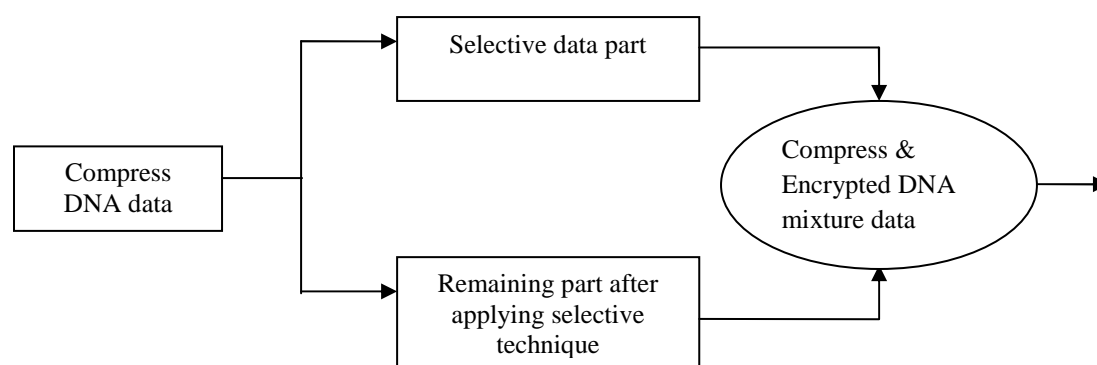 Selective data part
Compress
DNA data
Compress &
Encrypted DNA
mixture data
Remaining part after
applying selective
technique